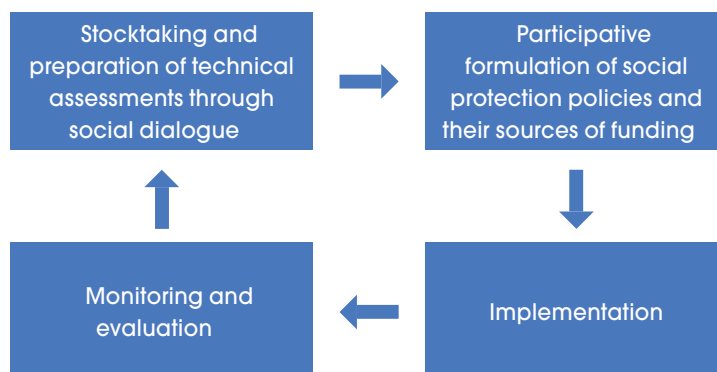 Stocktaking and
preparation of technical
assessments through
social dialogue
Participative
formulation of social
protection policies and
their sources of funding
Implementation
Monitoring and
evaluation